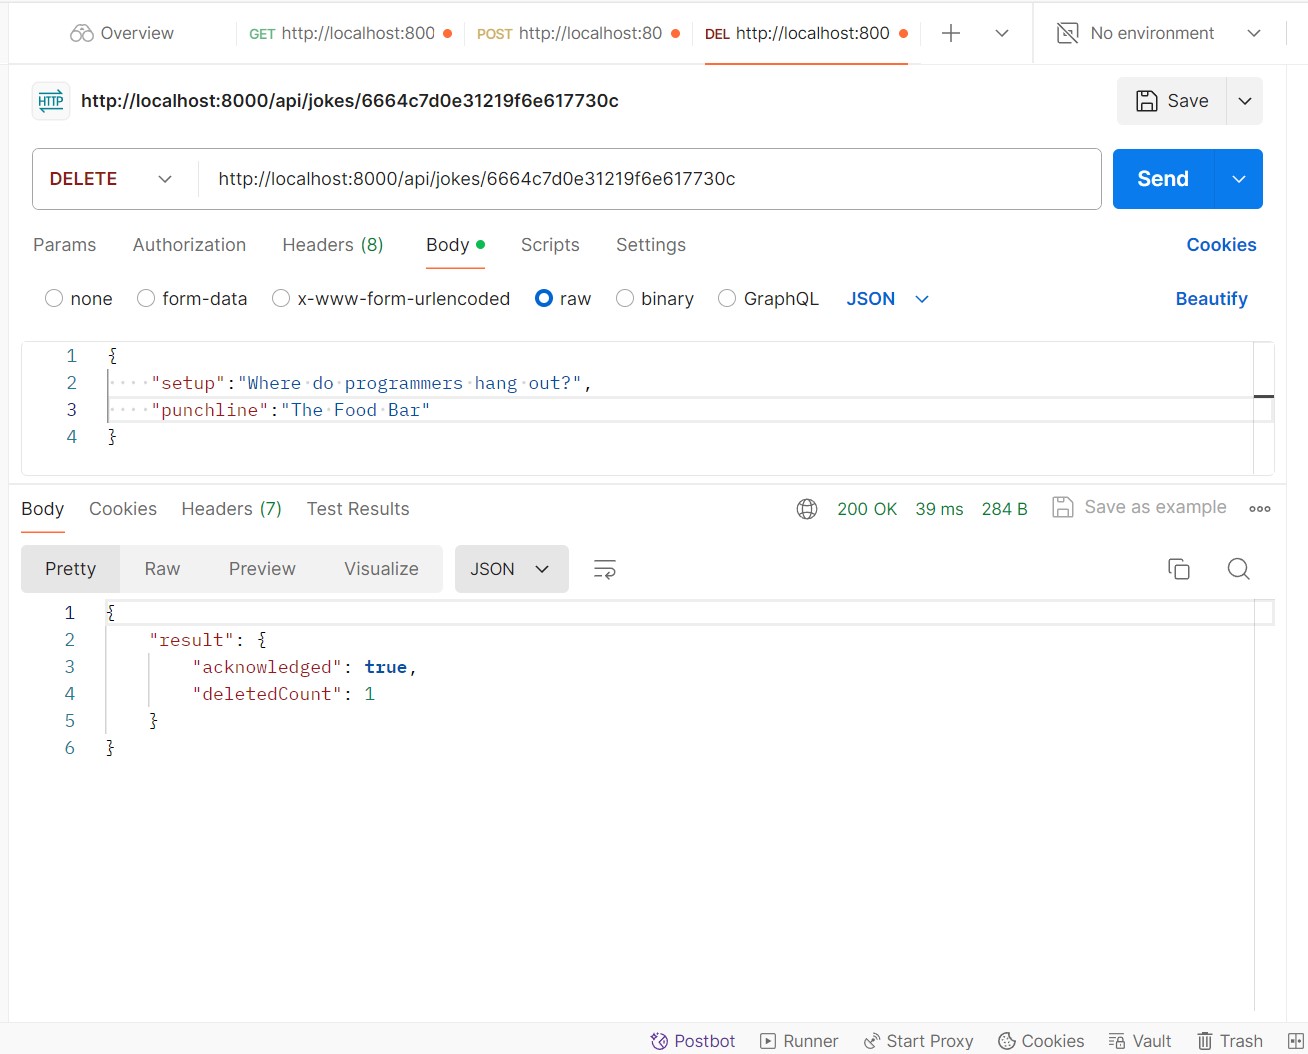 Overview GET http://localhost:800 POST http://localhost:80 DEL http://localhost:800 No environment
HTTP http://localhost:8000/api/jokes/6664c7d0e31219f6e617730c Save
DELETE http://localhost:8000/api/jokes/6664c7d0e31219f6e617730c Send
Params Authorization Headers (8) Body Scripts Settings Cookies
none form-data x-www-form-urlencoded raw binary GraphQL JSON Beautify
1 {
2 "setup":"Where do programmers hang out?",
3 "punchline":"The Food Bar"
4 }
Body Cookies Headers (7) Test Results 200 OK 39 ms 284 B Save as example
Pretty Raw Preview Visualize JSON
1 {
2 "result": {
3 "acknowledged": true,
4 "deletedCount": 1
5 }
6 }
Postbot Runner Start Proxy Cookies Vault Trash